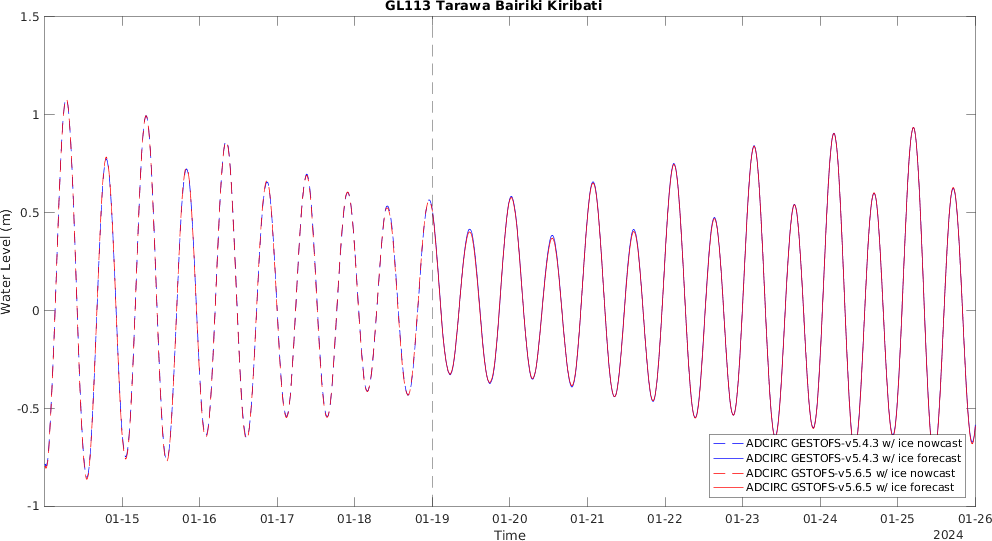 GL113 Tarawa Bairiki Kiribati
1.5
1
0.5
0
-0.5
-1
Water Level (m)
ADCIRC GESTOFS-v5.4.3 w/ ice nowcast
ADCIRC GESTOFS-v5.4.3 w/ ice forecast
ADCIRC GSTOFS-v5.6.5 w/ ice nowcast
ADCIRC GSTOFS-v5.6.5 w/ ice forecast
01-15 01-16 01-17 01-18 01-19 01-20 01-21 01-22 01-23 01-24 01-25 01-26
Time
2024